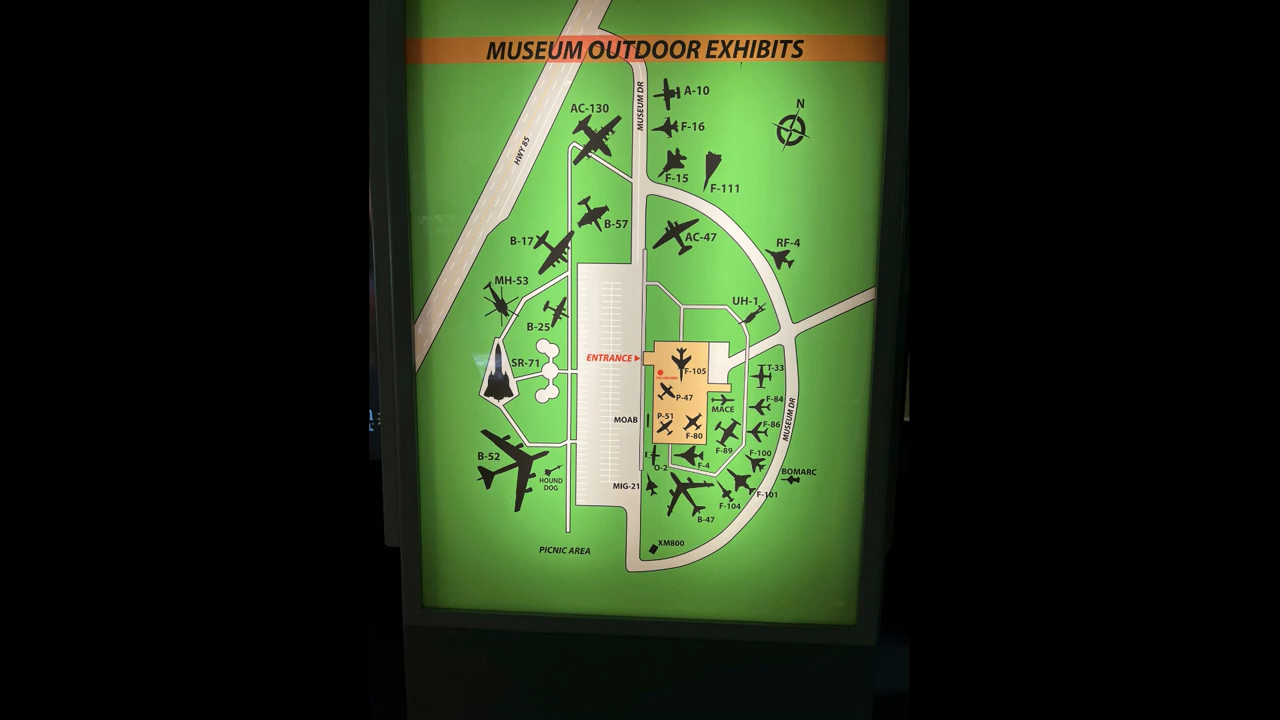 MUSEUM OUTDOOR EXHIBITS
A-10
N
AC-130
MUSEUM DR
F-16
HWY 85
F-15
F-111
B-57
AC-47
B-17
RF-4
MH-53
UH-1
B-25
ENTRANCE
SR-71
F-105
T-33
P-47
F-84
MACE
MUSEUM DR
MOAB
P-51
F-86
F-80
F-89
F-100
B-52
O-2
F-4
BOMARC
HOUND
DOG
MIG-21
F-101
F-104
B-47
XM800
PICNIC AREA